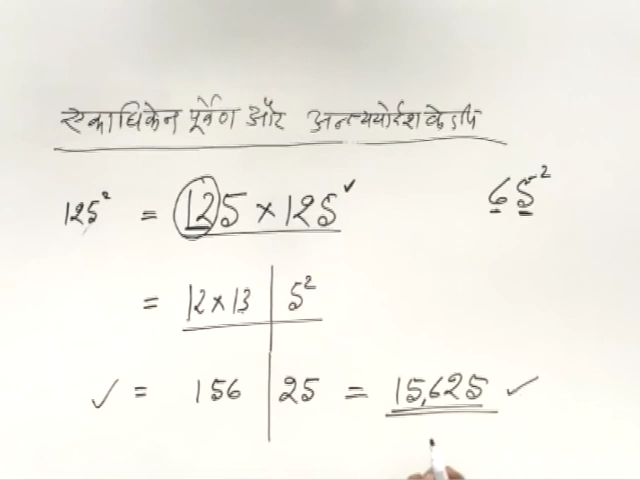 एकाधिकेन पूर्वेण और अन्त्ययोर्दशकेऽपि
125² = 125 × 125 ✓
65²
= 12 × 13 | 5²
✓ = 156 | 25 = 15,625 ✓